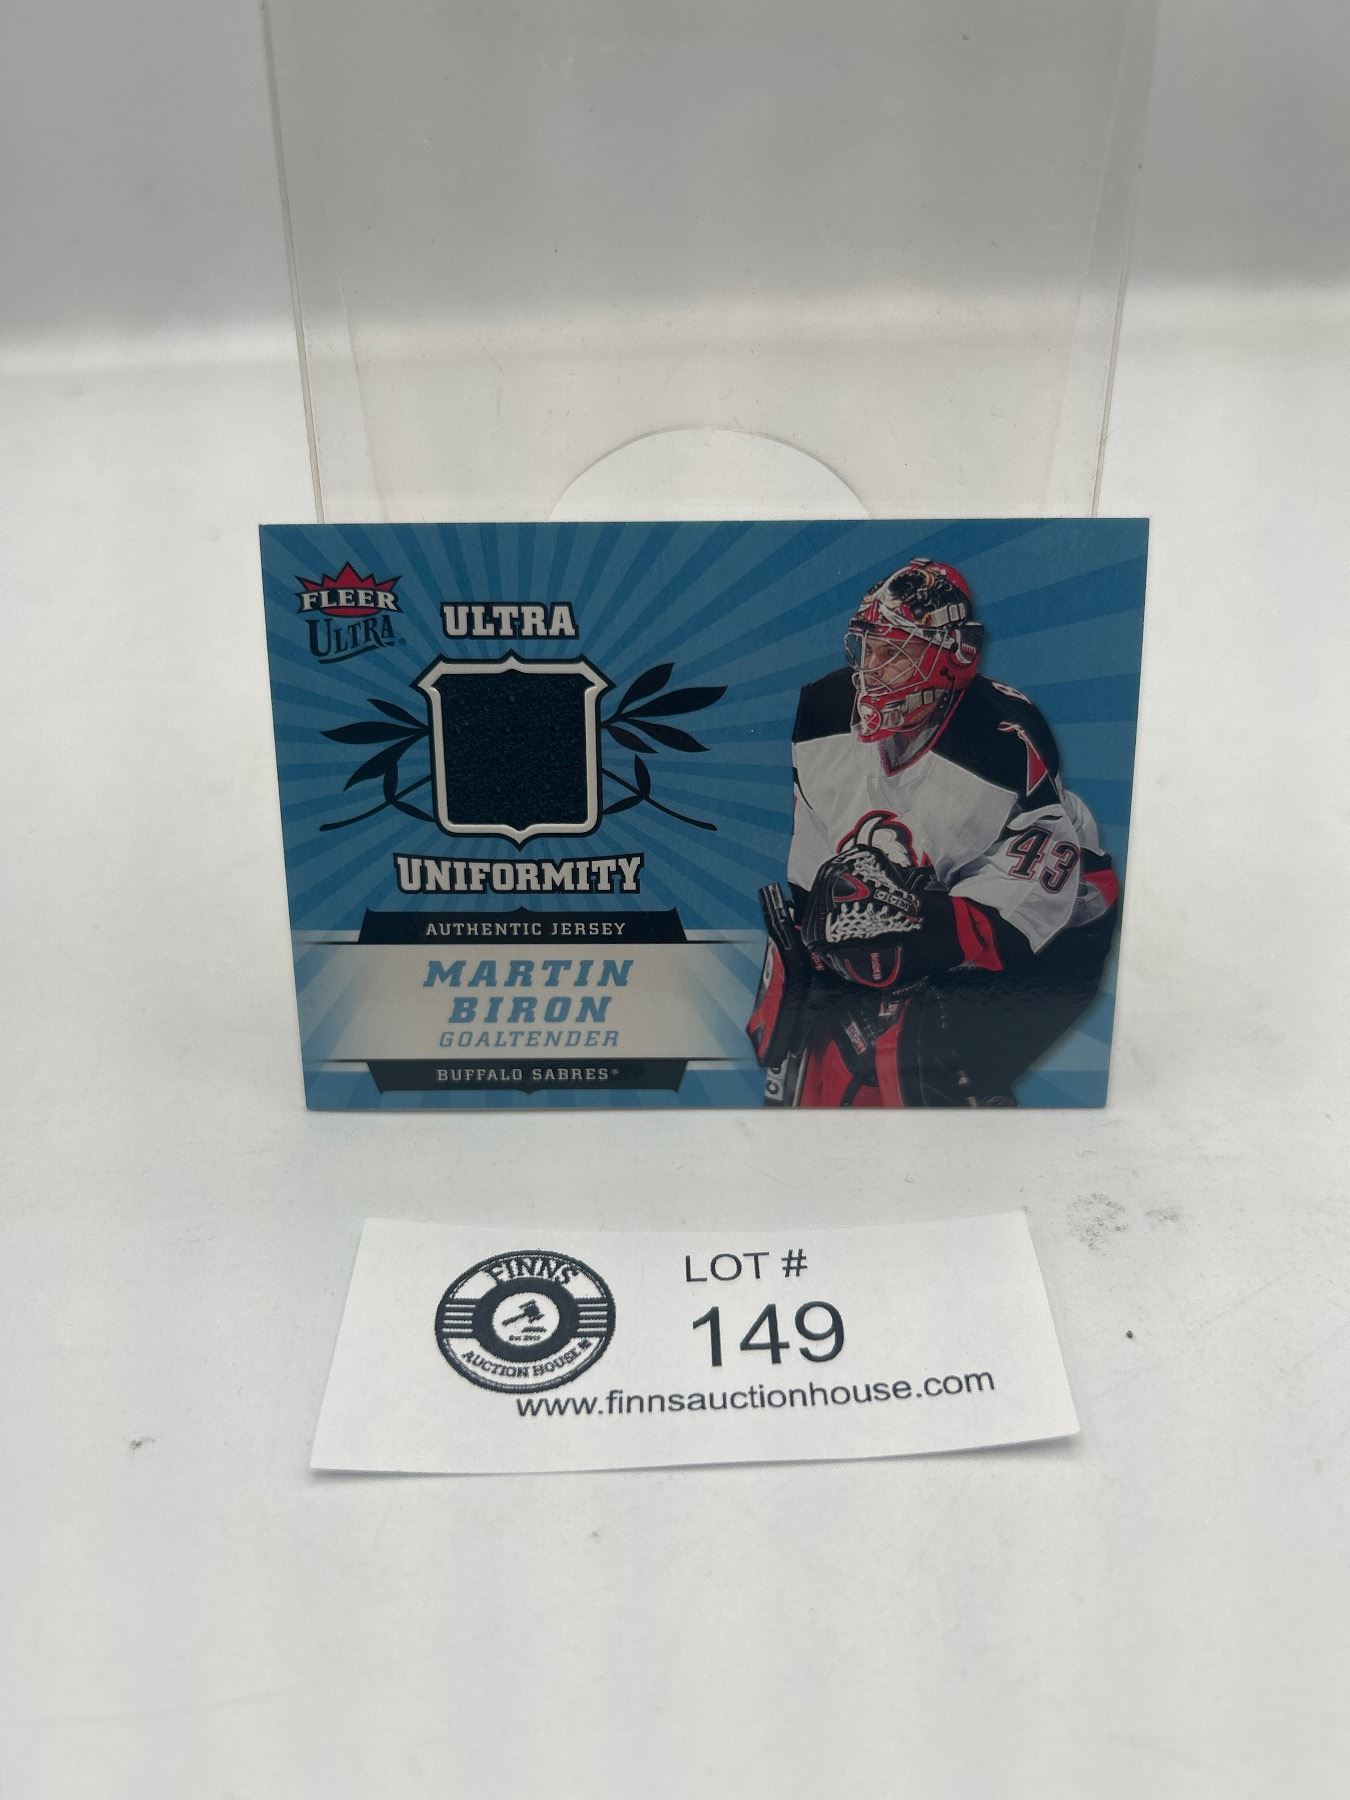 FLEER
ULTRA
ULTRA
UNIFORMITY
AUTHENTIC JERSEY
MARTIN
BIRON
GOALTENDER
BUFFALO SABRES
43
CCM
FINNS
AUCTION HOUSE
LOT #
149
www.finnsauctionhouse.com